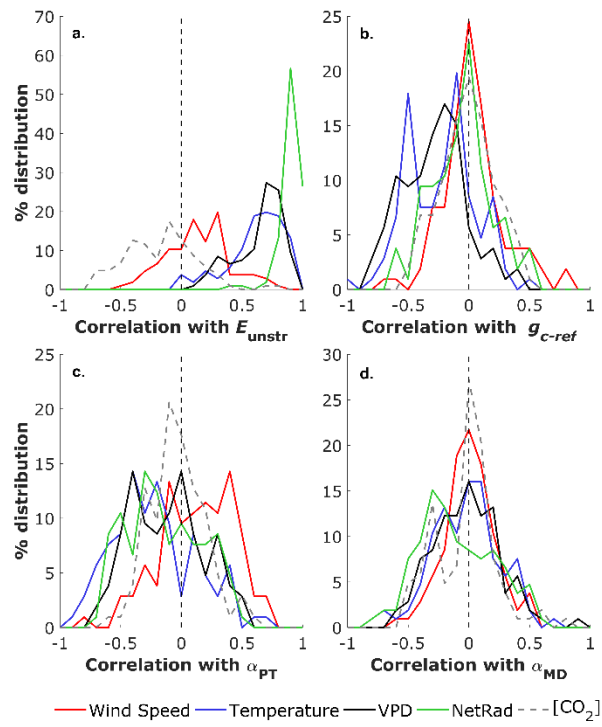 a.
70
60
50
40
30
20
10
0
% distribution
-1 -0.5 0 0.5 1
Correlation with E_unstr
b.
25
20
15
10
5
0
-1 -0.5 0 0.5 1
Correlation with g_c-ref
c.
25
20
15
10
5
0
% distribution
-1 -0.5 0 0.5 1
Correlation with α_PT
d.
30
25
20
15
10
5
0
-1 -0.5 0 0.5 1
Correlation with α_MD
Wind Speed Temperature VPD NetRad [CO₂]